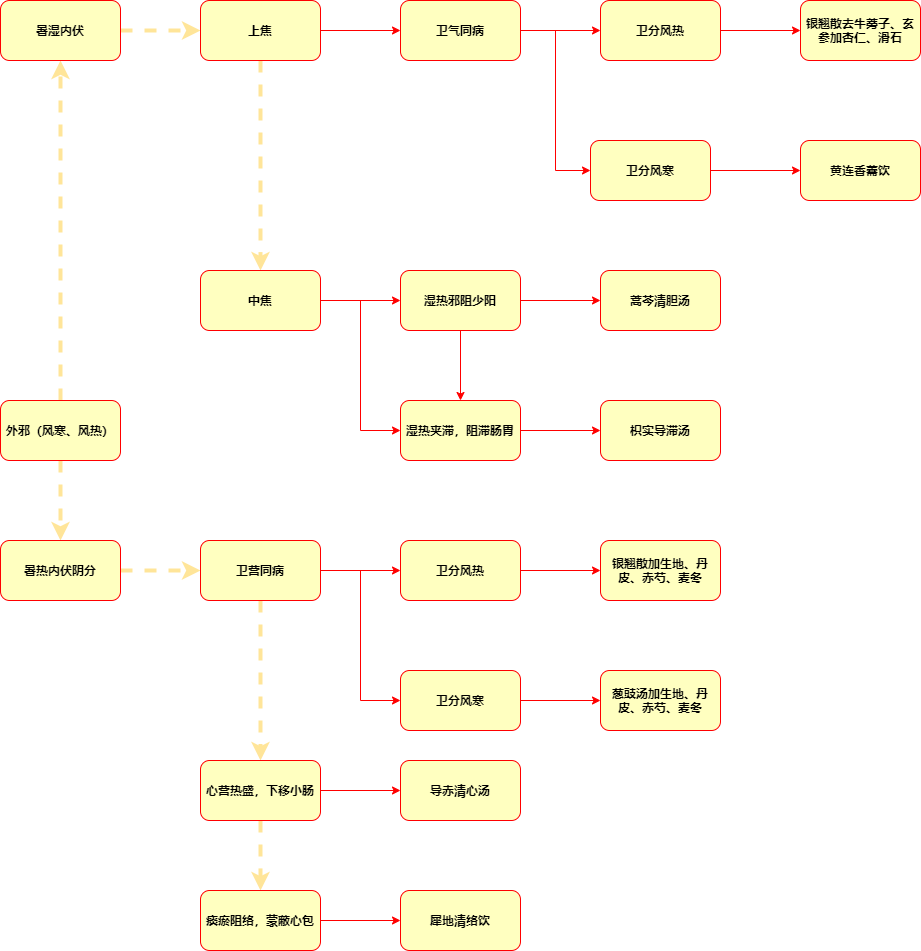 暑湿内伏
上焦
卫气同病
卫分风热
银翘散去牛蒡子、玄
参加杏仁、滑石
卫分风寒
黄连香薷饮
中焦
湿热邪阻少阳
蒿芩清胆汤
外邪（风寒、风热）
湿热夹滞，阻滞肠胃
枳实导滞汤
暑热内伏阴分
卫营同病
卫分风热
银翘散加生地、丹
皮、赤芍、麦冬
卫分风寒
葱豉汤加生地、丹
皮、赤芍、麦冬
心营热盛，下移小肠
导赤清心汤
痰瘀阻络，蒙蔽心包
犀地清络饮